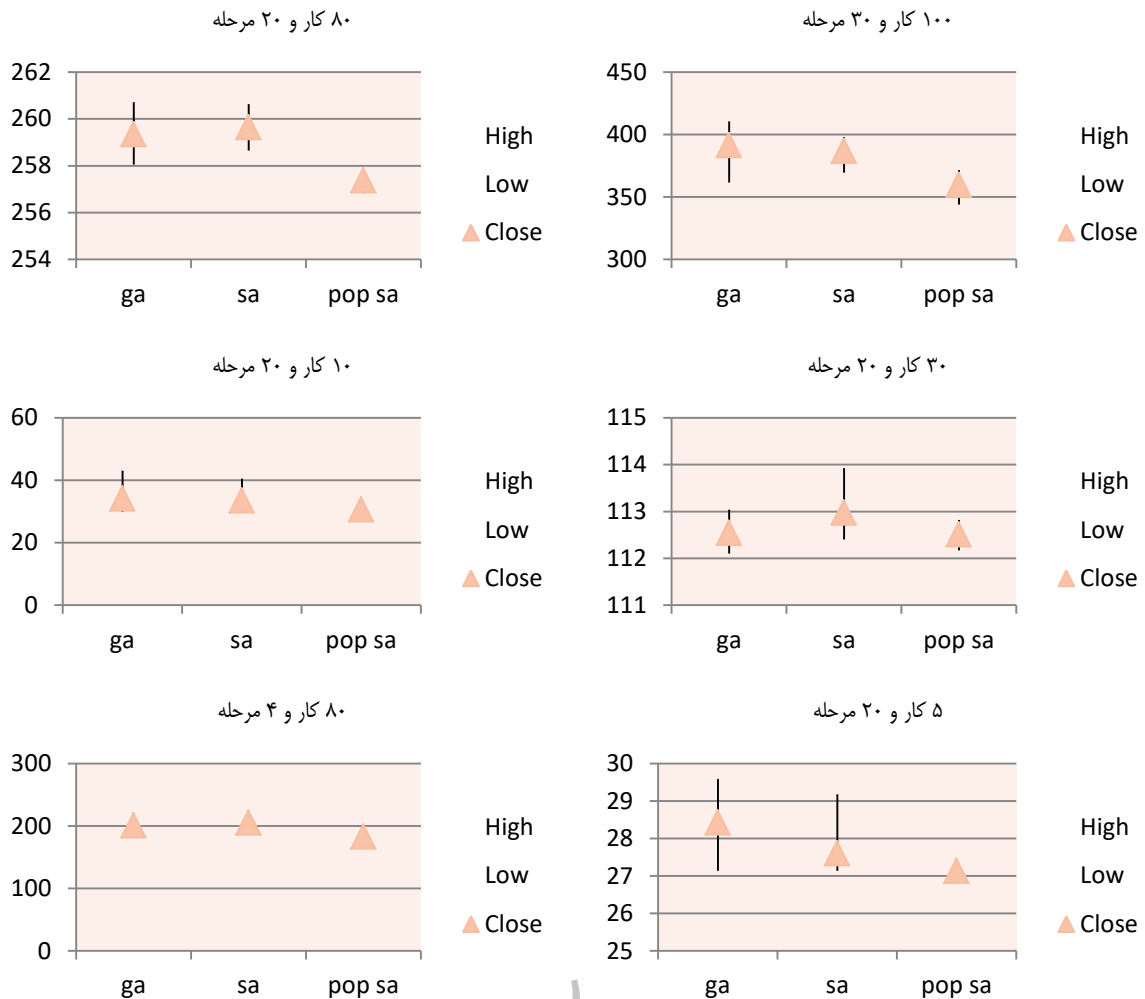 ۸۰ کار و ۲۰ مرحله
262
260
258
256
254
ga sa pop sa
High
Low
Close
۱۰۰ کار و ۳۰ مرحله
450
400
350
300
ga sa pop sa
High
Low
Close
۱۰ کار و ۲۰ مرحله
60
40
20
0
ga sa pop sa
High
Low
Close
۳۰ کار و ۲۰ مرحله
115
114
113
112
111
ga sa pop sa
High
Low
Close
۸۰ کار و ۴ مرحله
300
200
100
0
ga sa pop sa
High
Low
Close
۵ کار و ۲۰ مرحله
30
29
28
27
26
25
ga sa pop sa
High
Low
Close